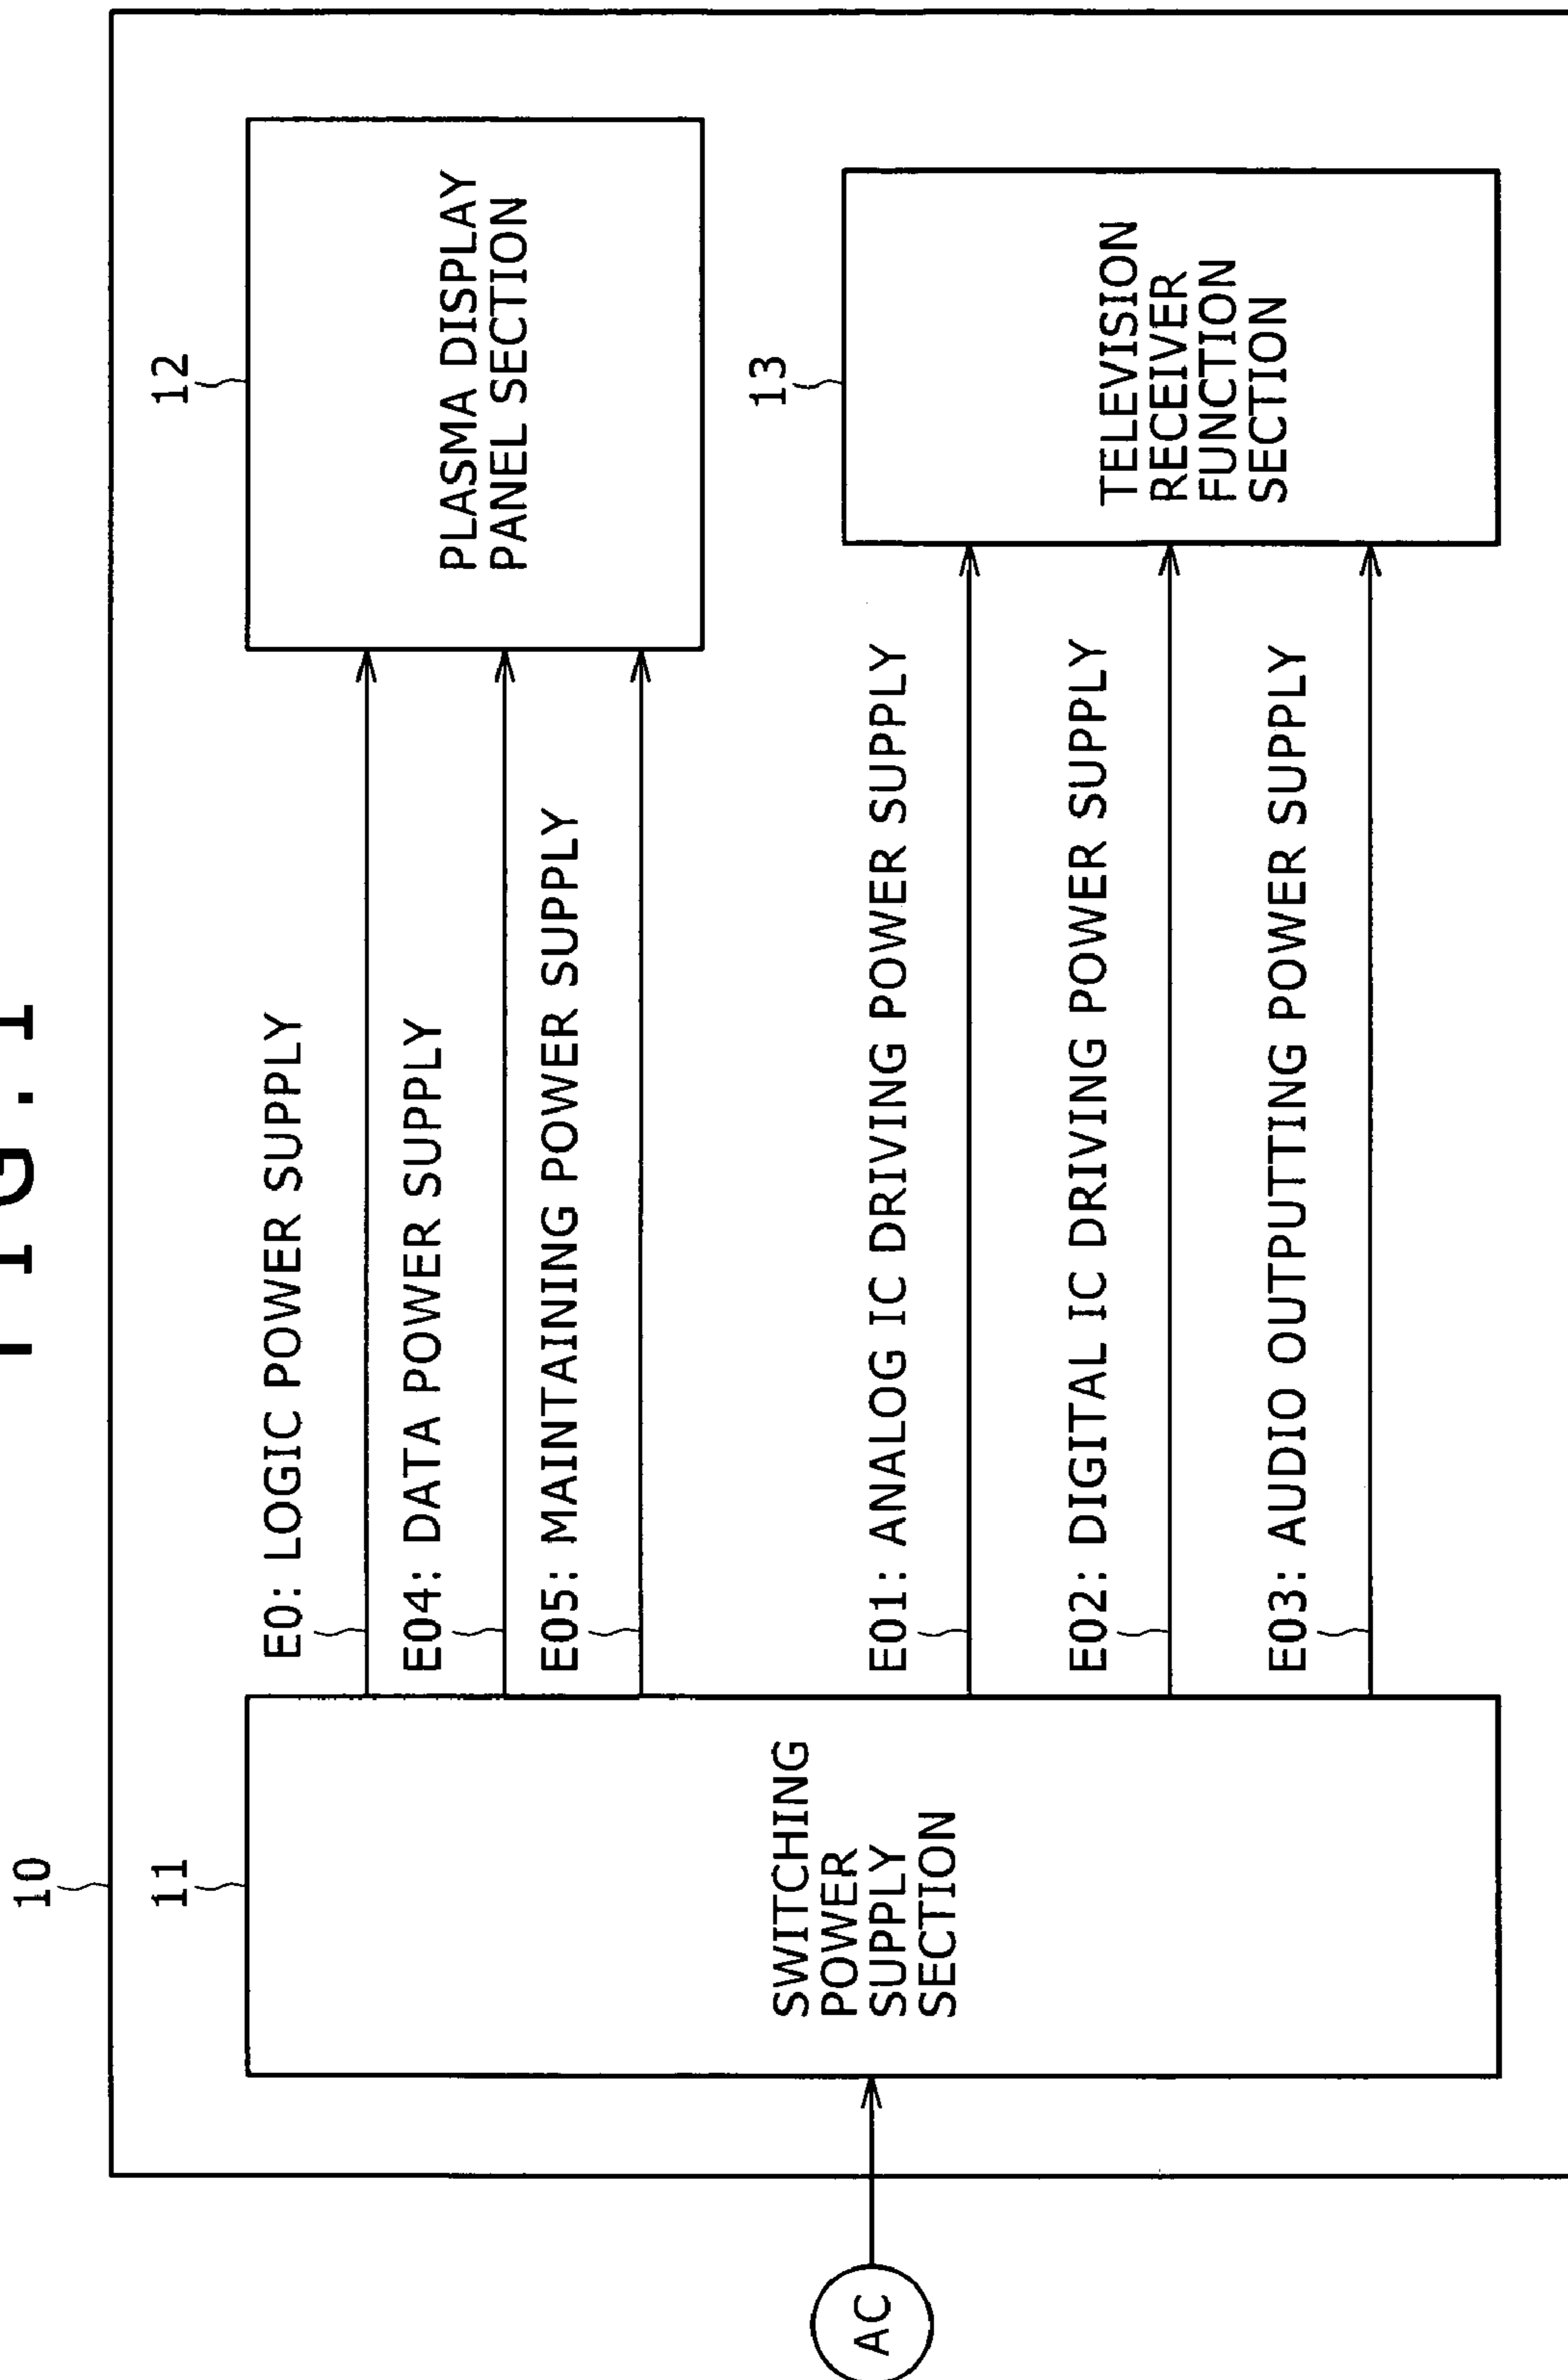 FIG. 1
10
11
12
13
E0: LOGIC POWER SUPPLY
E04: DATA POWER SUPPLY
E05: MAINTAINING POWER SUPPLY
PLASMA DISPLAY
PANEL SECTION
SWITCHING
POWER
SUPPLY
SECTION
AC
E01: ANALOG IC DRIVING POWER SUPPLY
E02: DIGITAL IC DRIVING POWER SUPPLY
E03: AUDIO OUTPUTTING POWER SUPPLY
TELEVISION
RECEIVER
FUNCTION
SECTION